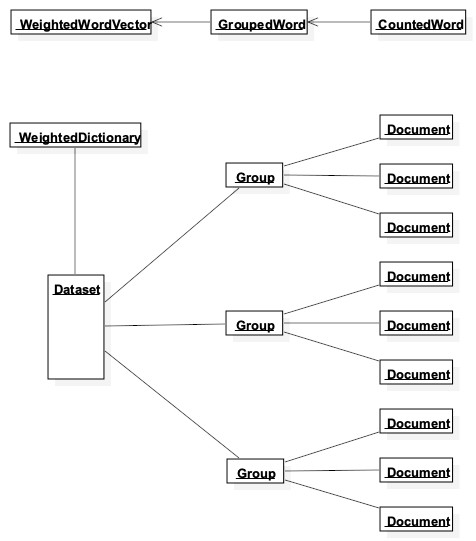 WeightedWordVector
GroupedWord
CountedWord
WeightedDictionary
Document
Group
Document
Document
Document
Dataset
Group
Document
Document
Document
Group
Document
Document